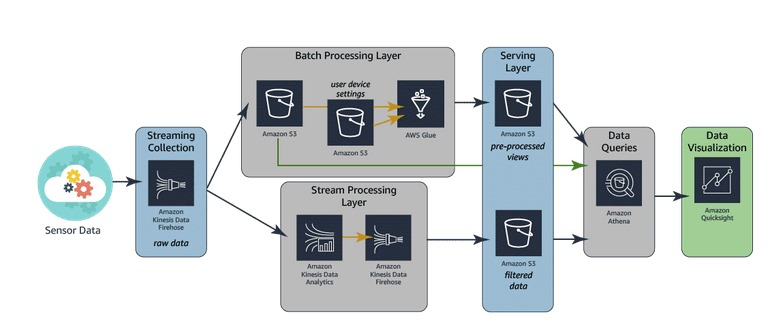 Sensor Data
Streaming
Collection
Amazon
Kinesis Data
Firehose
raw data
Batch Processing Layer
Amazon S3
user device
settings
Amazon S3
AWS Glue
Stream Processing
Layer
Amazon
Kinesis Data
Analytics
Amazon
Kinesis Data
Firehose
Serving
Layer
Amazon S3
pre-processed
views
Amazon S3
filtered
data
Data
Queries
Amazon
Athena
Data
Visualization
Amazon
Quicksight